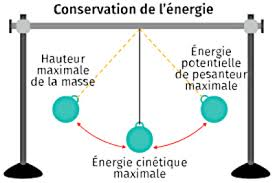 Conservation de l'énergie
Hauteur
maximale
de la masse
Énergie
potentielle
de pesanteur
maximale
Énergie cinétique
maximale